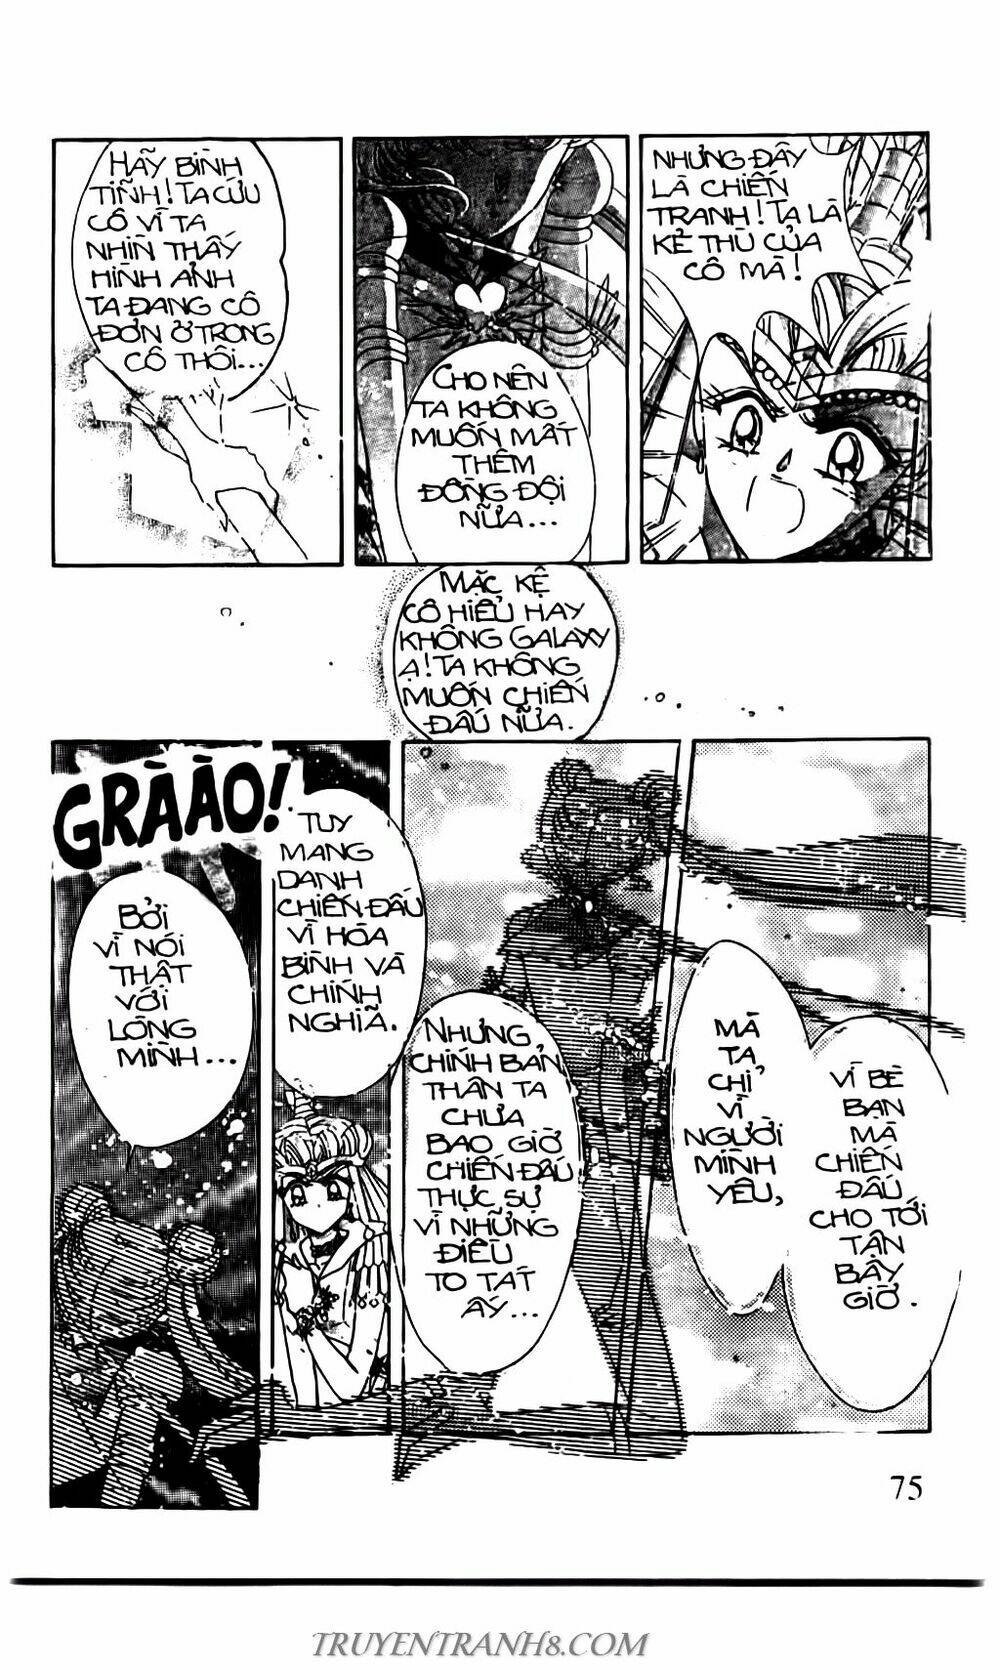 HÃY BÌNH
TĨNH! TA CỨU
CÔ VÌ TA
NHÌN THẤY
HÌNH ẢNH
TA ĐANG CÔ
ĐƠN Ở TRONG
CÔ THÔI...
CHO NÊN
TA KHÔNG
MUỐN MẤT
THÊM
ĐỒNG ĐỘI
NỮA...
NHƯNG ĐÂY
LÀ CHIẾN
TRANH! TA LÀ
KẺ THÙ CỦA
CÔ MÀ!
MẶC KỆ
CÔ HIỂU HAY
KHÔNG GALAXY
Ạ! TA KHÔNG
MUỐN CHIẾN
ĐẤU NỮA.
GRÀÀO!
BỞI
VÌ NÓI
THẬT
VỚI
LÒNG
MÌNH...
TUY
MANG
DANH
CHIẾN ĐẤU
VÌ HÒA
BÌNH VÀ
CHÍNH
NGHĨA.
NHƯNG
CHÍNH BẢN
THÂN TA
CHƯA
BAO GIỜ
CHIẾN ĐẤU
THỰC SỰ
VÌ NHỮNG
ĐIỀU
TO TÁT
ẤY...
MÀ
TA
CHỈ
VÌ
NGƯỜI
MÌNH
YÊU,
VÌ BÈ
BẠN
MÀ
CHIẾN
ĐẤU
CHO TỚI
TẬN
BÂY
GIỜ.
75
TRUYENTRANH8.COM